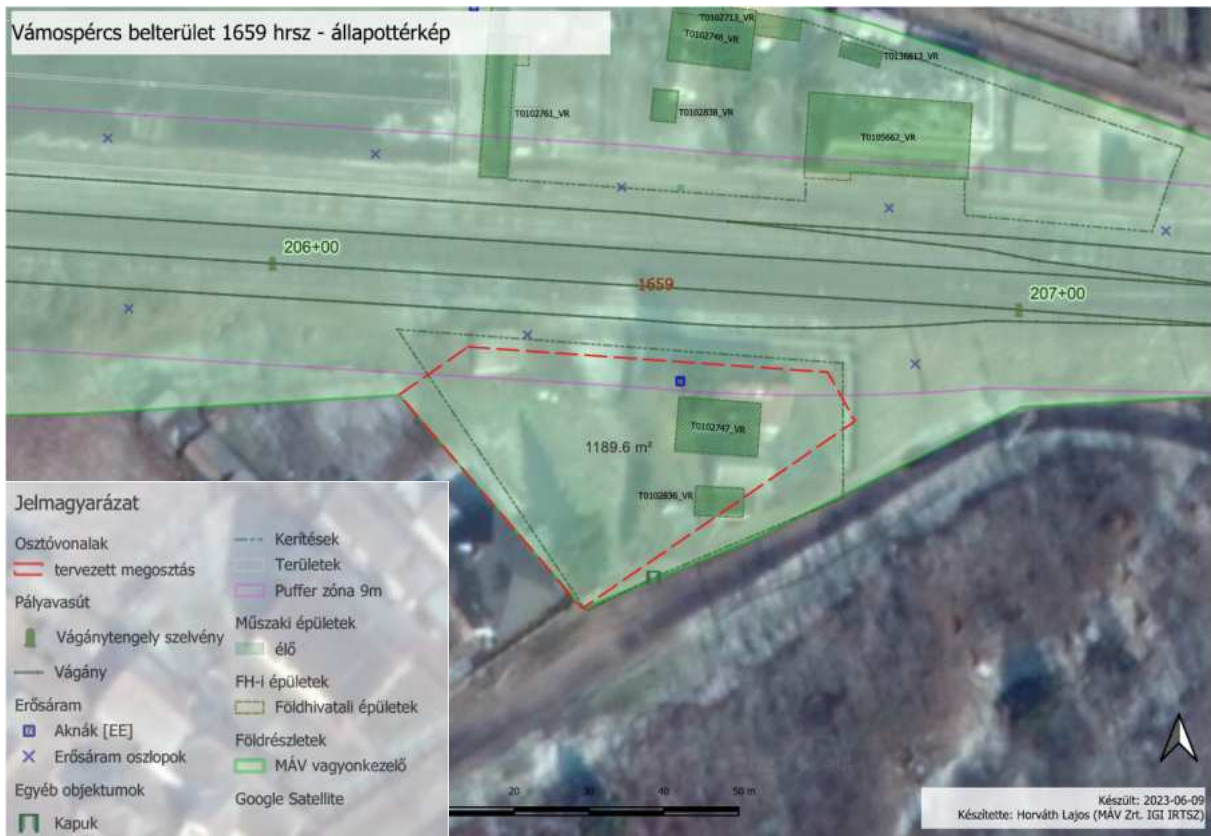 Vámospércs belterület 1659 hrsz - állapottérkép
T0102713_VR
T0102748_VR
T0136613_VR
T0102761_VR
T0102838_VR
T0105662_VR
206+00
1659
207+00
T0102747_VR
1189.6 m²
T0102836_VR
Jelmagyarázat
Osztóvonalak
tervezett megosztás
Pályavasút
Vágánytengely szelvény
Vágány
Erősáram
Aknák [EE]
Erősáram oszlopok
Egyéb objektumok
Kapuk
Kerítések
Területek
Puffer zóna 9m
Műszaki épületek
élő
FH-i épületek
Földhivatali épületek
Földrészletek
MÁV vagyonkezelő
Google Satellite
20 30 40 50 m
Készült: 2023-06-09
Készítette: Horváth Lajos (MÁV Zrt. IGI IRTSZ)